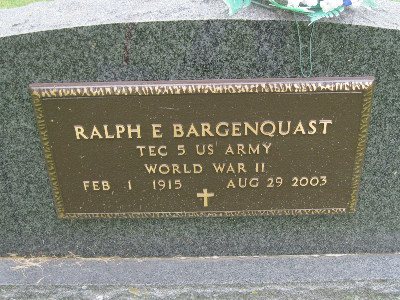 RALPH E BARGENQUAST
TEC 5 US ARMY
WORLD WAR II
FEB 1 1915 AUG 29 2003